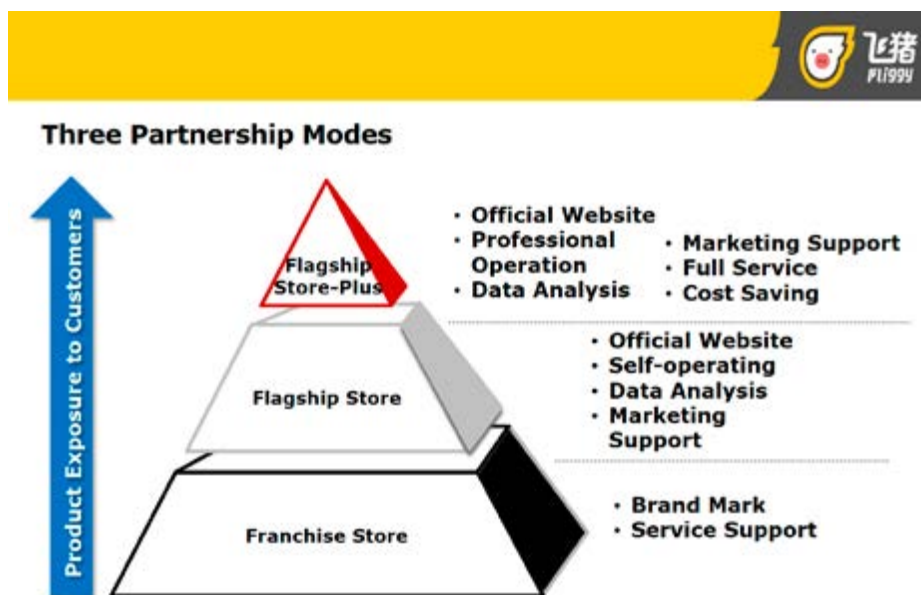 飞猪
Fliggy
Three Partnership Modes
Product Exposure to Customers
Flagship
Store-Plus
• Official Website
• Professional
Operation
• Data Analysis
• Marketing Support
• Full Service
• Cost Saving
Flagship Store
• Official Website
• Self-operating
• Data Analysis
• Marketing
Support
Franchise Store
• Brand Mark
• Service Support